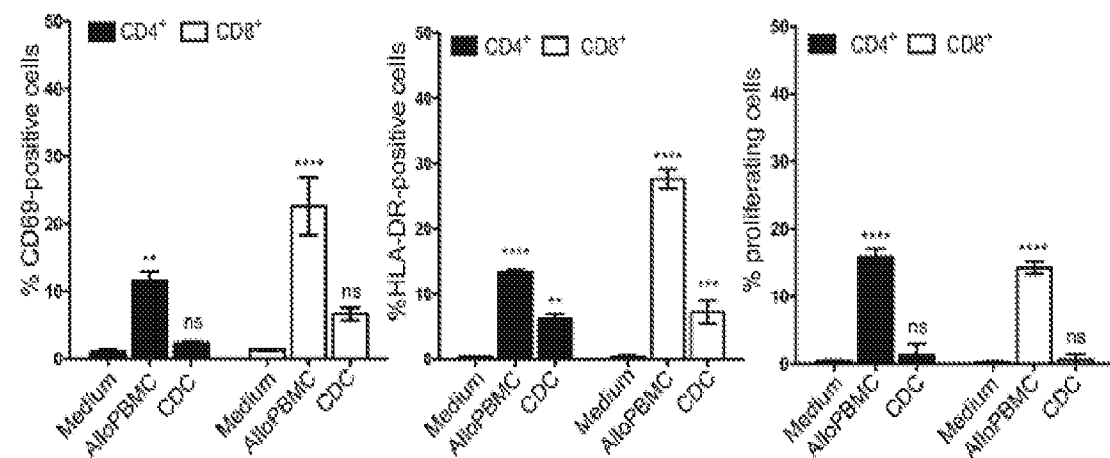 % CD69-positive cells
CD4+ CD8+
50
40
30
20
10
0
** ns **** ns
Medium AlloPBMC CDC Medium AlloPBMC CDC
%HLA-DR-positive cells
CD4+ CD8+
50
40
30
20
10
0
**** ** **** ***
Medium AlloPBMC CDC Medium AlloPBMC CDC
% proliferating cells
CD4+ CD8+
50
40
30
20
10
0
**** ns **** ns
Medium AlloPBMC CDC Medium AlloPBMC CDC